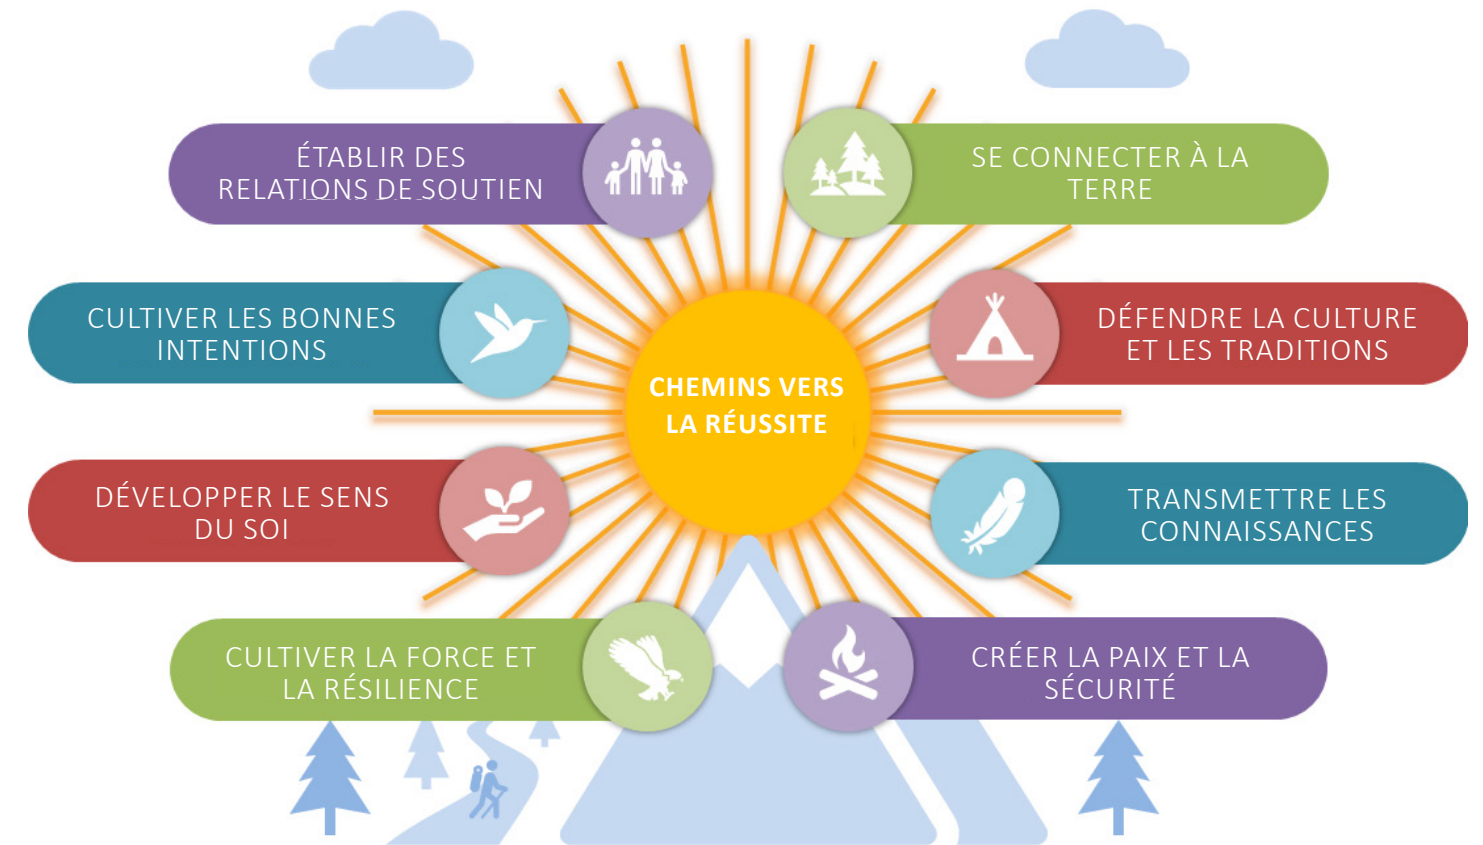 ÉTABLIR DES
RELATIONS DE SOUTIEN
SE CONNECTER À LA
TERRE
CULTIVER LES BONNES
INTENTIONS
DÉFENDRE LA CULTURE
ET LES TRADITIONS
CHEMINS VERS
LA RÉUSSITE
DÉVELOPPER LE SENS
DU SOI
TRANSMETTRE LES
CONNAISSANCES
CULTIVER LA FORCE ET
LA RÉSILIENCE
CRÉER LA PAIX ET LA
SÉCURITÉ